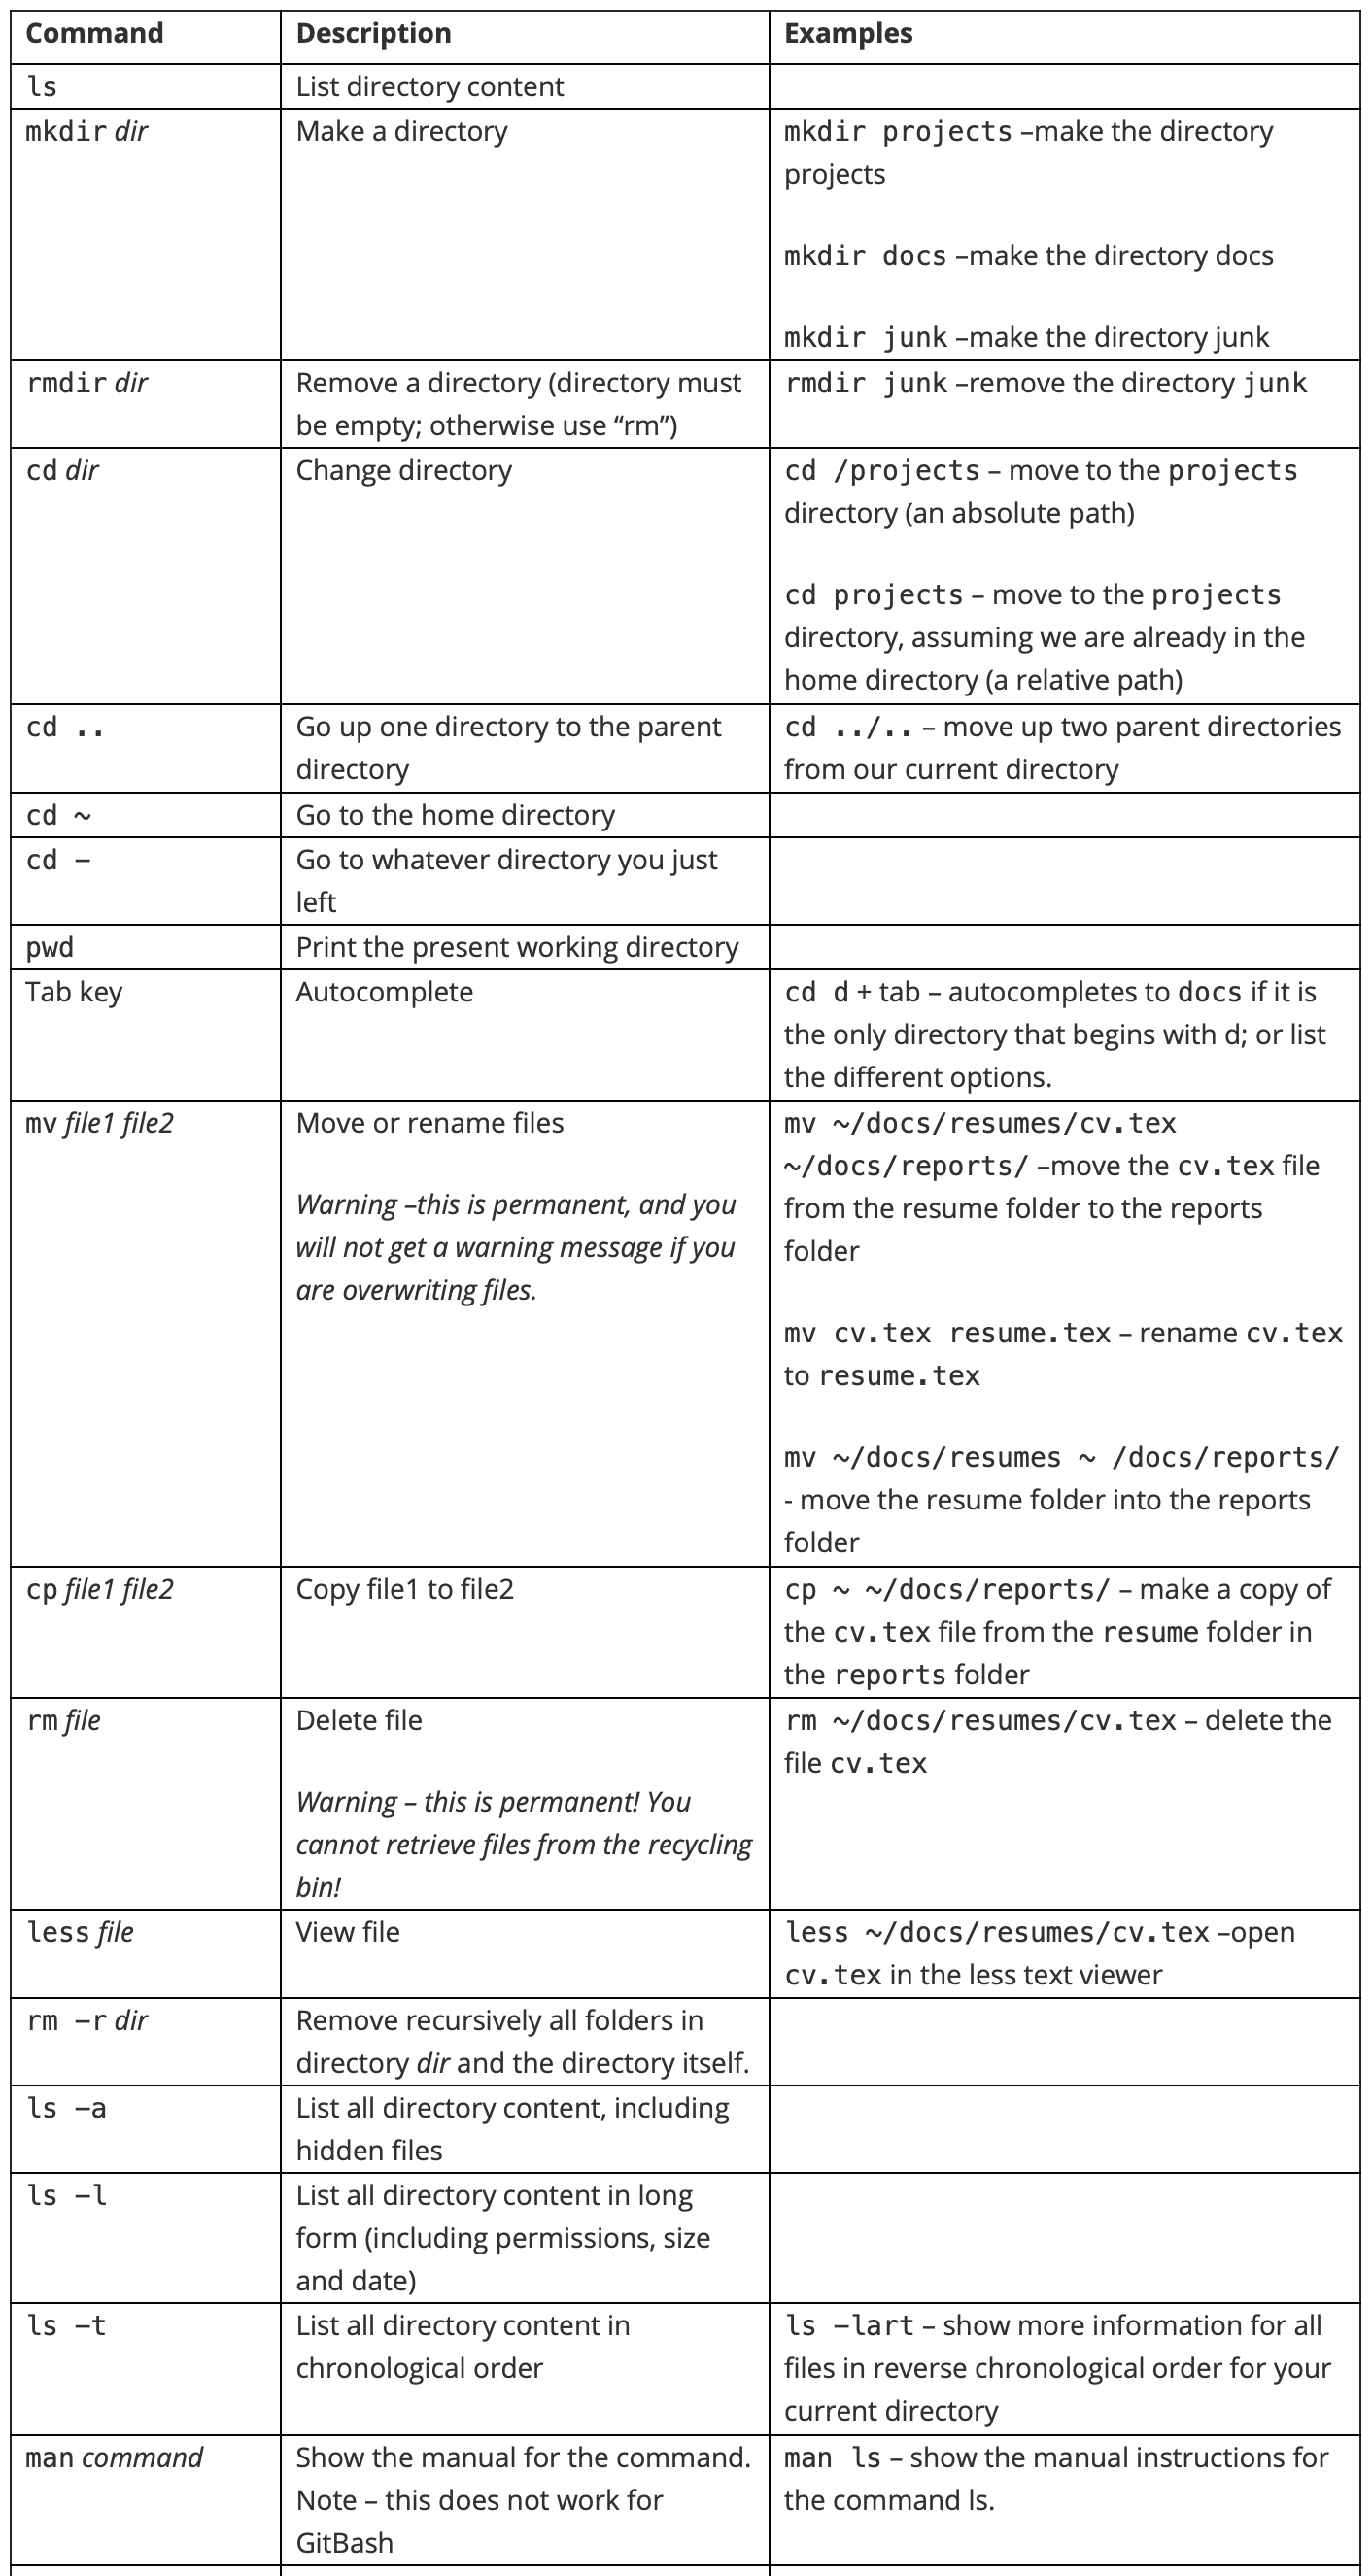 Command Description Examples
ls List directory content
mkdir dir Make a directory mkdir projects –make the directory
projects
mkdir docs –make the directory docs
mkdir junk –make the directory junk
rmdir dir Remove a directory (directory must rmdir junk –remove the directory junk
be empty; otherwise use “rm”)
cd dir Change directory cd /projects – move to the projects
directory (an absolute path)
cd projects – move to the projects
directory, assuming we are already in the
home directory (a relative path)
cd .. Go up one directory to the parent cd ../.. – move up two parent directories
directory from our current directory
cd ~ Go to the home directory
cd – Go to whatever directory you just
left
pwd Print the present working directory
Tab key Autocomplete cd d + tab – autocompletes to docs if it is
the only directory that begins with d; or list
the different options.
mv file1 file2 Move or rename files mv ~/docs/resumes/cv.tex
~/docs/reports/ –move the cv.tex file
Warning –this is permanent, and you from the resume folder to the reports
will not get a warning message if you folder
are overwriting files.
mv cv.tex resume.tex – rename cv.tex
to resume.tex
mv ~/docs/resumes ~ /docs/reports/
- move the resume folder into the reports
folder
cp file1 file2 Copy file1 to file2 cp ~ ~/docs/reports/ – make a copy of
the cv.tex file from the resume folder in
the reports folder
rm file Delete file rm ~/docs/resumes/cv.tex – delete the
file cv.tex
Warning – this is permanent! You
cannot retrieve files from the recycling
bin!
less file View file less ~/docs/resumes/cv.tex –open
cv.tex in the less text viewer
rm –r dir Remove recursively all folders in
directory dir and the directory itself.
ls –a List all directory content, including
hidden files
ls –l List all directory content in long
form (including permissions, size
and date)
ls –t List all directory content in ls –lart – show more information for all
chronological order files in reverse chronological order for your
current directory
man command Show the manual for the command. man ls – show the manual instructions for
Note – this does not work for the command ls.
GitBash